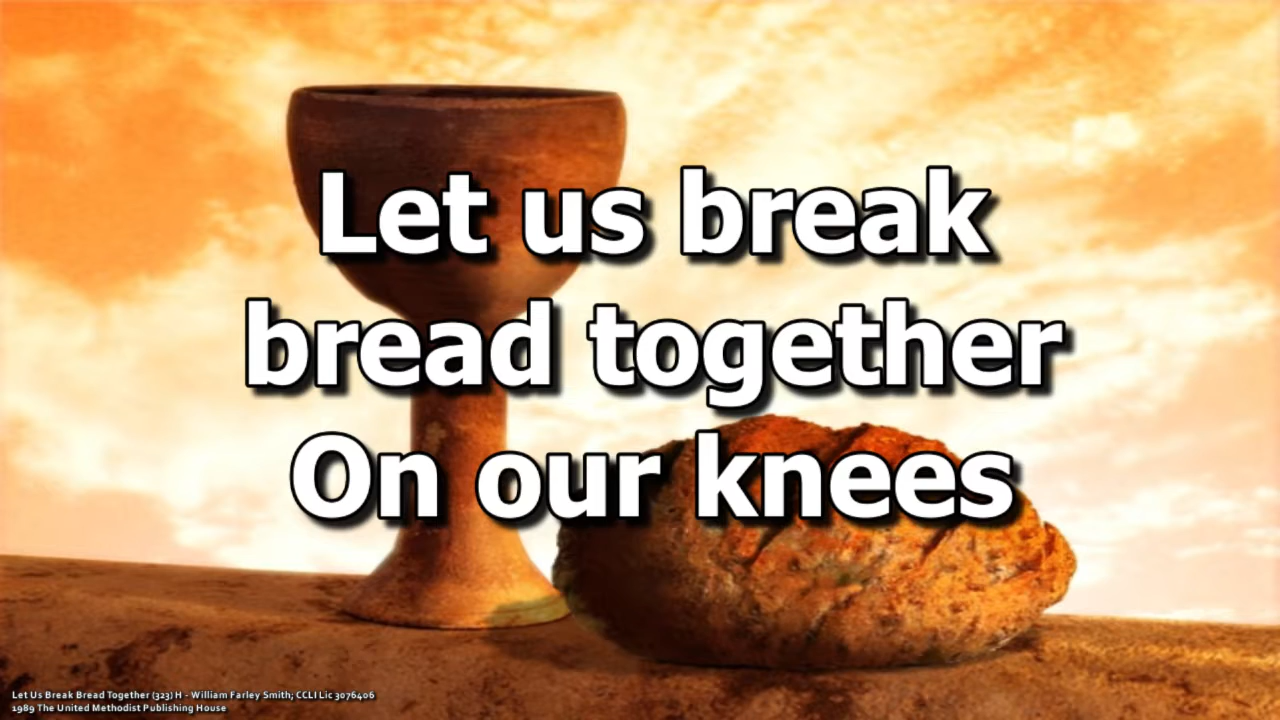 Let us break
bread together
On our knees
Let Us Break Bread Together (323) H - William Farley Smith; CCLI Lic 3076406
1989 The United Methodist Publishing House